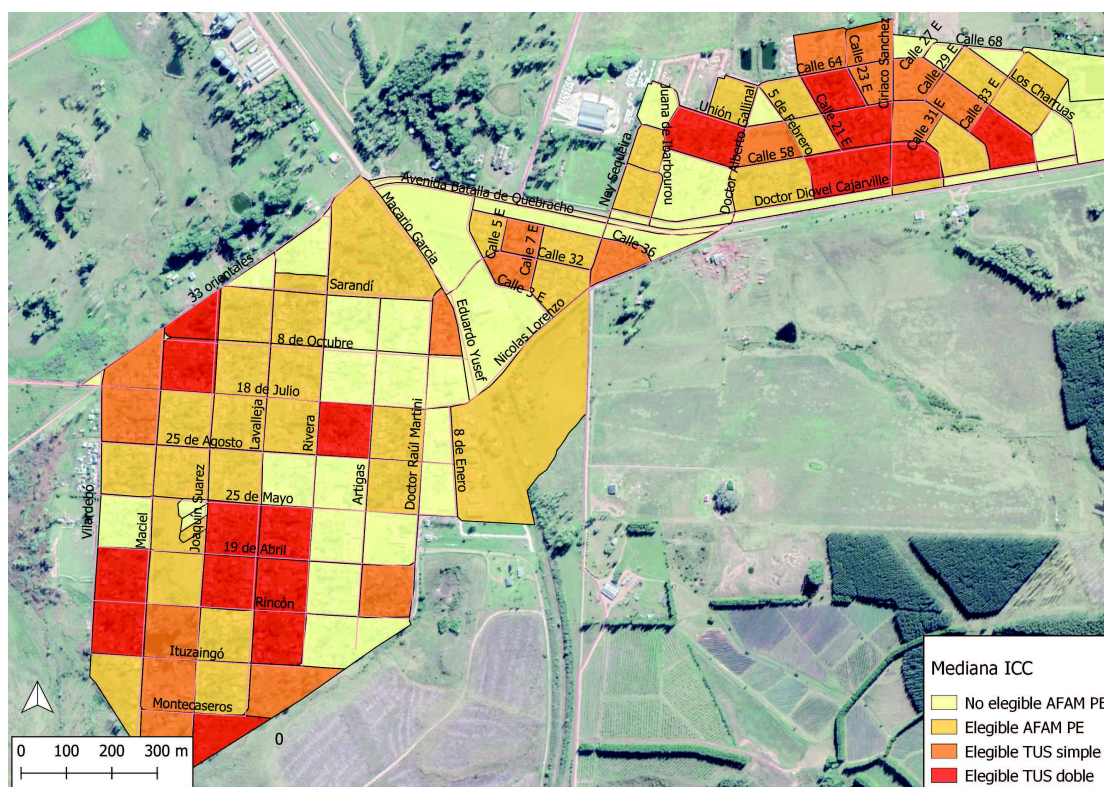 Calle 27 E
Calle 68
Calle 64
Calle 23 E
Ciriaco Sanchez
Calle 29 E
Los Charruas
Calle 33 E
Juana de Ibarbourou
Unión
Doctor Alberto Gallinal
5 de Febrero
Calle 21 E
Calle 31 E
Ney Sequeira
Calle 58
Avenida Batalla de Quebracho
Doctor Diovel Cajarville
Macario Garcia
Calle 5 E
Calle 7 E
Calle 36
Calle 32
33 orientales
Sarandí
Calle 3 E
Eduardo Yusef
Nicolas Lorenzo
8 de Octubre
18 de Julio
Lavalleja
Rivera
Doctor Raúl Martini
25 de Agosto
8 de Enero
Artigas
Joaquín Suarez
25 de Mayo
Vilardebó
Maciel
19 de Abril
Rincón
Ituzaingó
Montecaseros
0
Mediana ICC
No elegible AFAM PE
Elegible AFAM PE
Elegible TUS simple
Elegible TUS doble
0 100 200 300 m